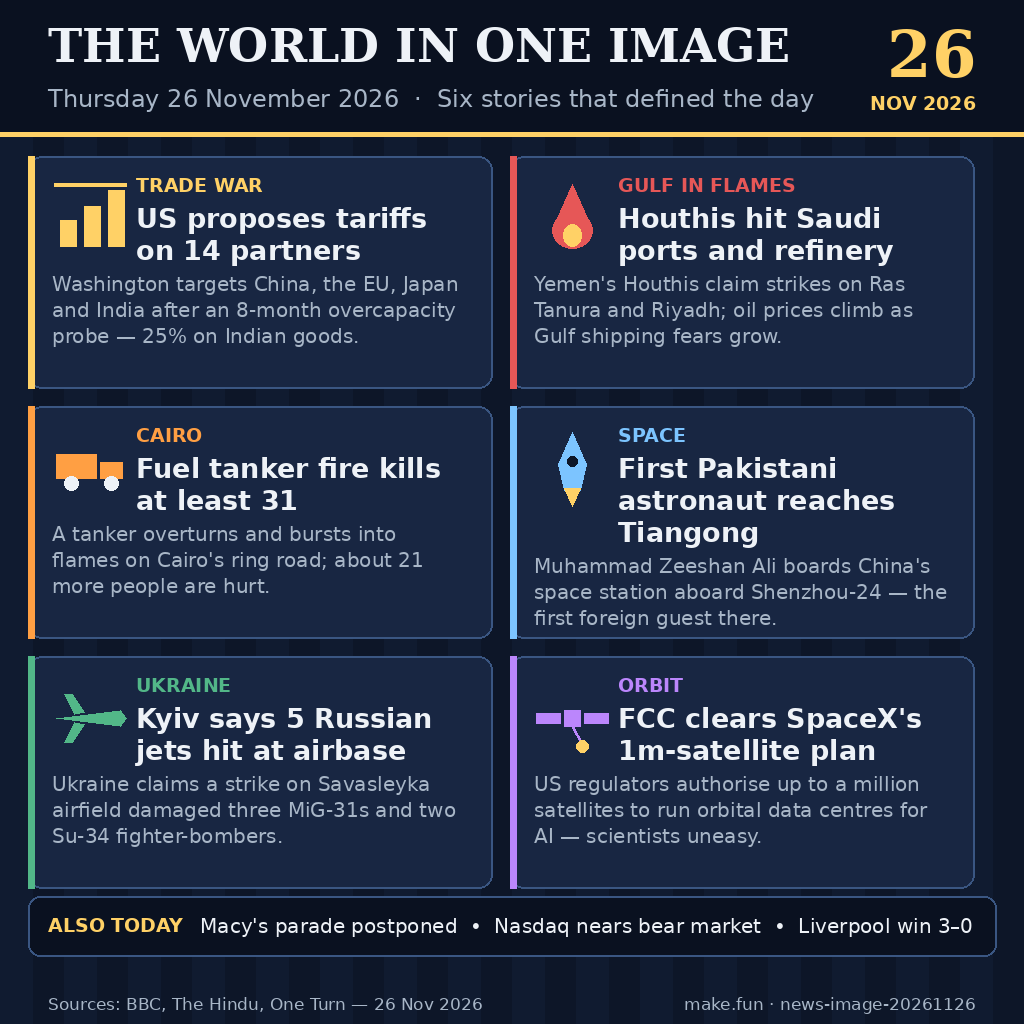 THE WORLD IN ONE IMAGE
Thursday 26 November 2026 · Six stories that defined the day
26
NOV 2026
TRADE WAR
US proposes tariffs
on 14 partners
Washington targets China, the EU, Japan
and India after an 8-month overcapacity
probe — 25% on Indian goods.
GULF IN FLAMES
Houthis hit Saudi
ports and refinery
Yemen's Houthis claim strikes on Ras
Tanura and Riyadh; oil prices climb as
Gulf shipping fears grow.
CAIRO
Fuel tanker fire kills
at least 31
A tanker overturns and bursts into
flames on Cairo's ring road; about 21
more people are hurt.
SPACE
First Pakistani
astronaut reaches
Tiangong
Muhammad Zeeshan Ali boards China's
space station aboard Shenzhou-24 — the
first foreign guest there.
UKRAINE
Kyiv says 5 Russian
jets hit at airbase
Ukraine claims a strike on Savasleyka
airfield damaged three MiG-31s and two
Su-34 fighter-bombers.
ORBIT
FCC clears SpaceX's
1m-satellite plan
US regulators authorise up to a million
satellites to run orbital data centres for
AI — scientists uneasy.
ALSO TODAY Macy's parade postponed • Nasdaq nears bear market • Liverpool win 3–0
Sources: BBC, The Hindu, One Turn — 26 Nov 2026
make.fun · news-image-20261126